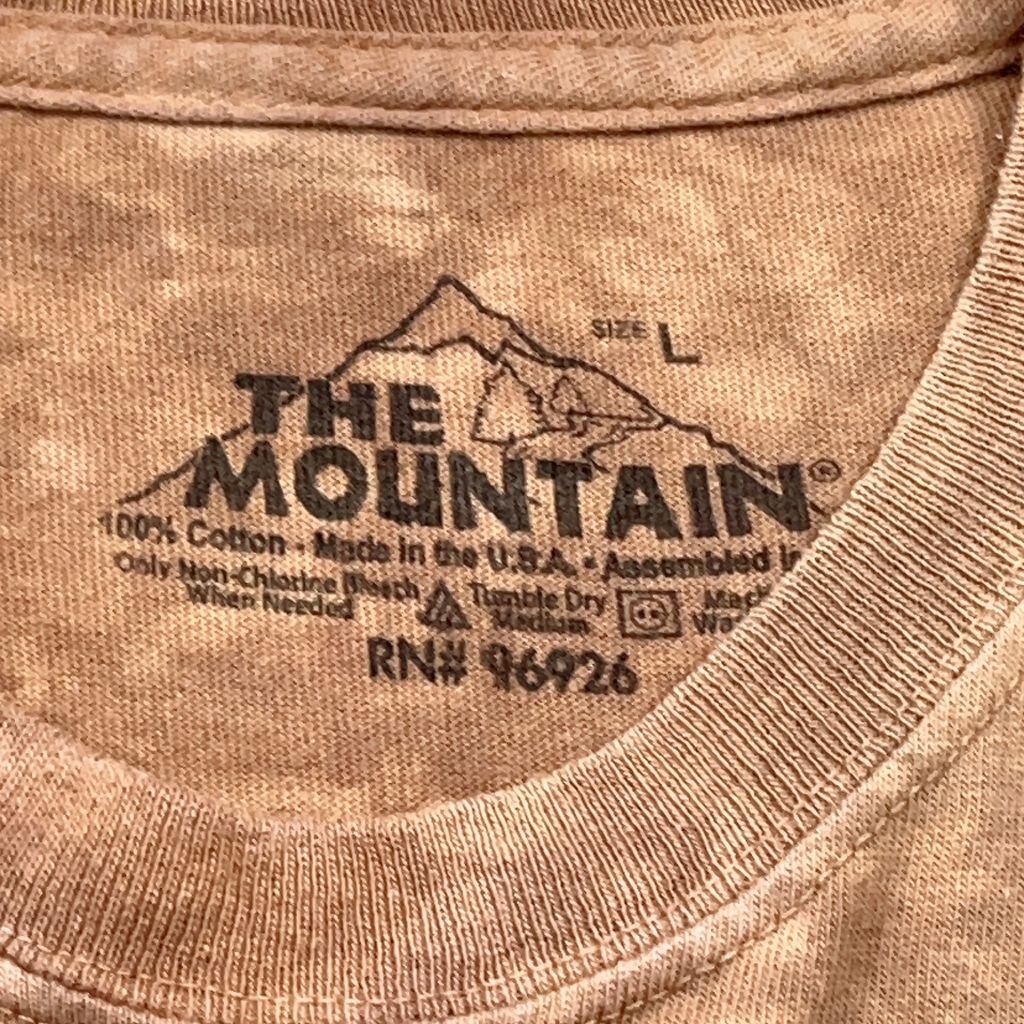 SIZE L
THE
MOUNTAIN®
100% Cotton • Made in the U.S.A. • Assembled
Only Non-Chlorine Bleach When Needed
Tumble Dry Medium
RN# 96926